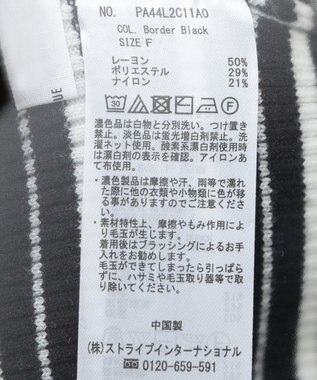 NO. PA44L2C11A0
COL. Border Black
SIZE F
レーヨン 50%
ポリエステル 29%
ナイロン 21%
濃色品は白物と分別洗い。つけ置き
禁止。淡色品は蛍光増白剤禁止。洗
濯ネット使用。酸素系漂白剤使用時
は漂白剤の表示を確認。アイロンあ
て布使用。
・濃色製品は摩擦や汗、雨等で濡れ
た際に他の衣類や小物類に色が移
る事がありますのでご注意くださ
い。
・素材特性上、摩擦やもみ作用によ
り毛玉が生じます。
着用後はブラッシングによるお手
入れをお勧めします。
毛玉ができてしまったら引っぱら
ずに、ハサミや毛玉取り器等で取
り除いてください。
中国製
(株)ストライプインターナショナル
☎ 0120-659-591